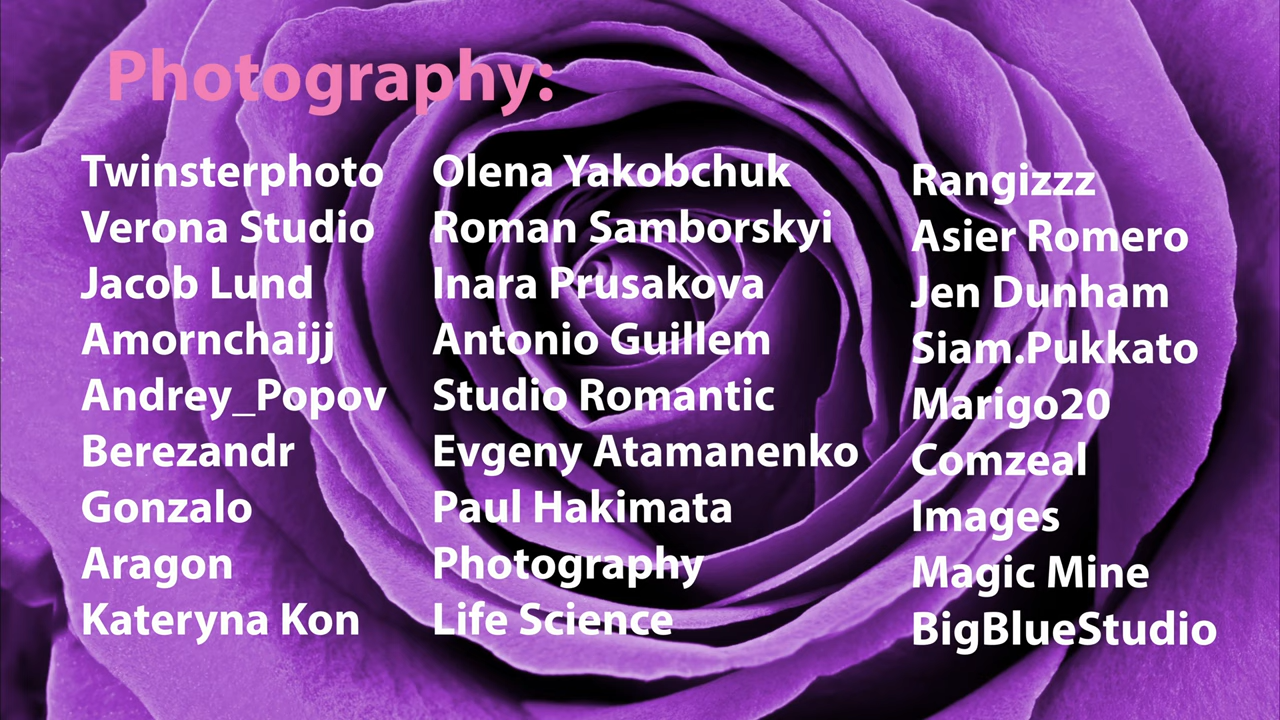 Photography:
Twinsterphoto
Verona Studio
Jacob Lund
Amornchaijj
Andrey_Popov
Berezandr
Gonzalo
Aragon
Kateryna Kon
Olena Yakobchuk
Roman Samborskyi
Inara Prusakova
Antonio Guillem
Studio Romantic
Evgeny Atamanenko
Paul Hakimata
Photography
Life Science
Rangizzz
Asier Romero
Jen Dunham
Siam.Pukkato
Marigo20
Comzeal
Images
Magic Mine
BigBlueStudio